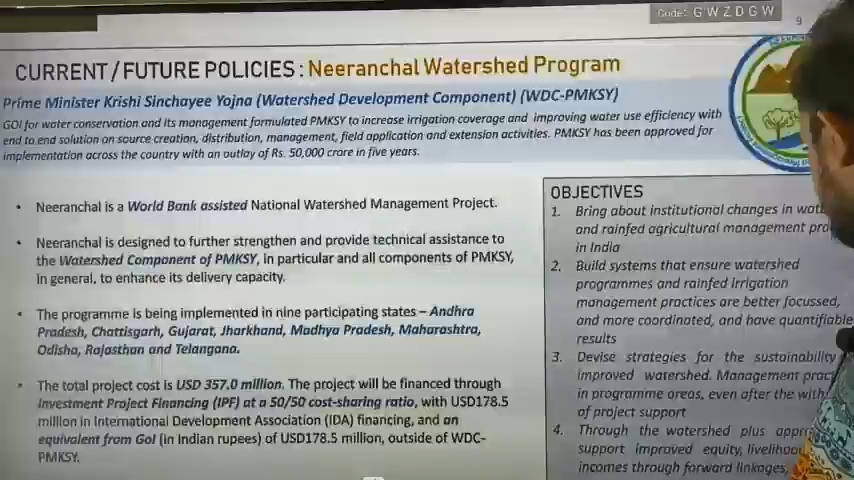 Code: G W Z D G W
9
CURRENT / FUTURE POLICIES : Neeranchal Watershed Program
Prime Minister Krishi Sinchayee Yojna (Watershed Development Component) (WDC-PMKSY)
GOI for water conservation and its management formulated PMKSY to increase irrigation coverage and improving water use efficiency with
end to end solution on source creation, distribution, management, field application and extension activities. PMKSY has been approved for
implementation across the country with an outlay of Rs. 50,000 crore in five years.
• Neeranchal is a World Bank assisted National Watershed Management Project.
• Neeranchal is designed to further strengthen and provide technical assistance to
the Watershed Component of PMKSY, in particular and all components of PMKSY,
in general, to enhance its delivery capacity.
• The programme is being implemented in nine participating states – Andhra
Pradesh, Chattisgarh, Gujarat, Jharkhand, Madhya Pradesh, Maharashtra,
Odisha, Rajasthan and Telangana.
• The total project cost is USD 357.0 million. The project will be financed through
Investment Project Financing (IPF) at a 50/50 cost-sharing ratio, with USD178.5
million in International Development Association (IDA) financing, and an
equivalent from GoI (in Indian rupees) of USD178.5 million, outside of WDC-
PMKSY.
OBJECTIVES
1. Bring about institutional changes in
and rainfed agricultural management
in India
2. Build systems that ensure watershed
programmes and rainfed irrigation
management practices are better focussed,
and more coordinated, and have quantifiable
results
3. Devise strategies for the sustainability
improved watershed. Management
in programme areas, even after the
of project support
4. Through the watershed plus
support improved equity,
incomes through forward linkages,